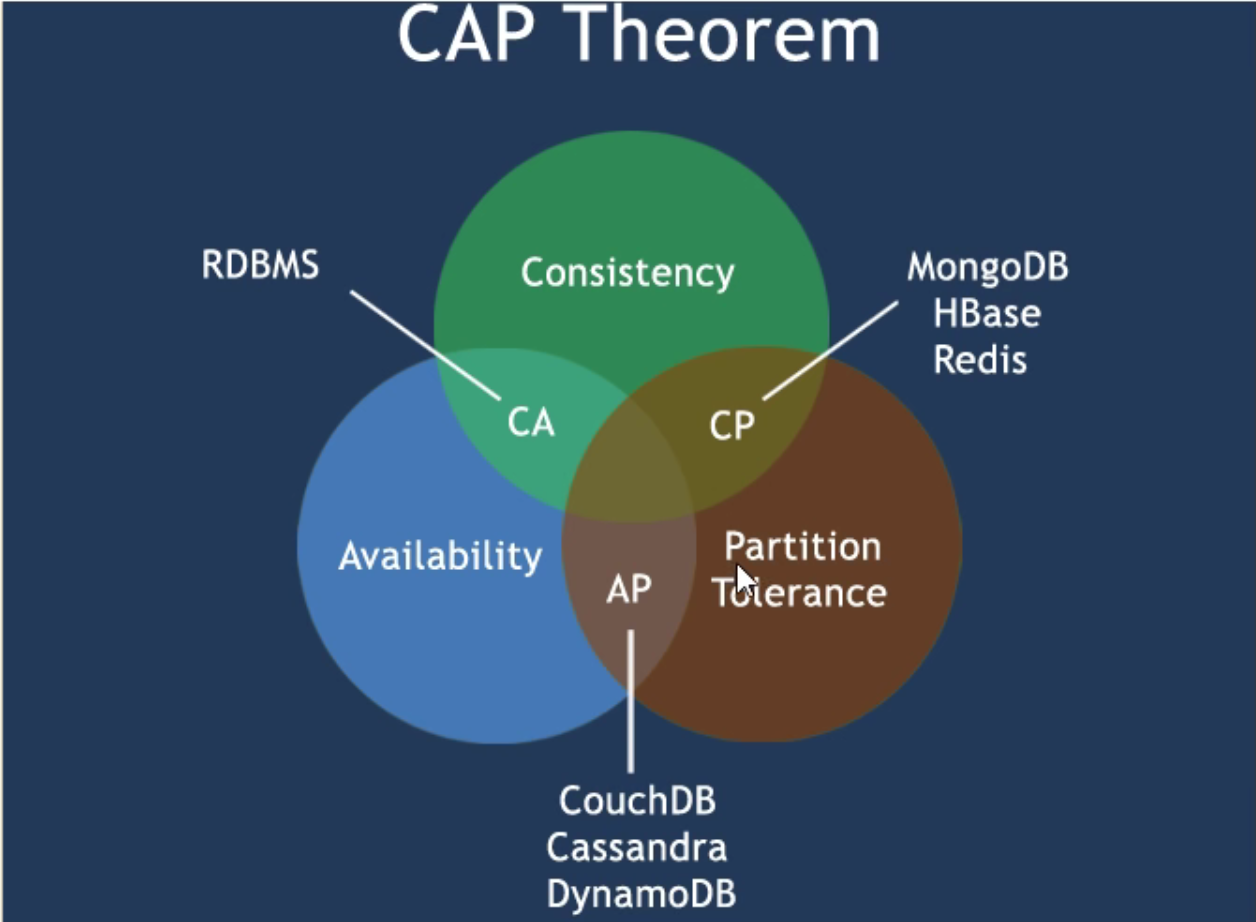 CAP Theorem
RDBMS
Consistency
MongoDB
HBase
Redis
CA
CP
Availability
Partition
Tolerance
AP
CouchDB
Cassandra
DynamoDB